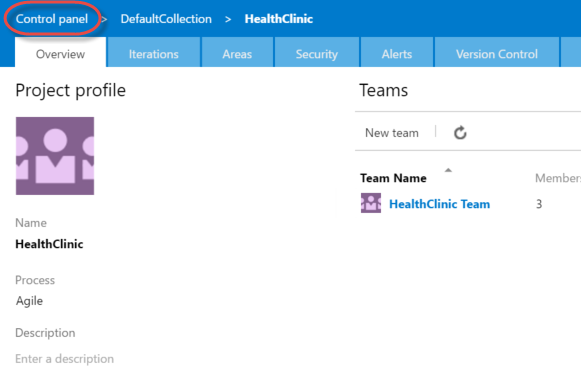 Control panel > DefaultCollection > HealthClinic
Overview Iterations Areas Security Alerts Version Control
Project profile
Teams
New team
Team Name Members
HealthClinic Team 3
Name
HealthClinic
Process
Agile
Description
Enter a description